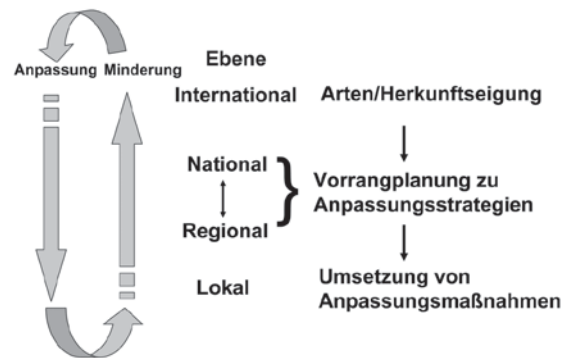 Ebene
Anpassung Minderung
International
Arten/Herkunftseigung
National
Vorrangplanung zu
Anpassungsstrategien
Regional
Lokal
Umsetzung von
Anpassungsmaßnahmen